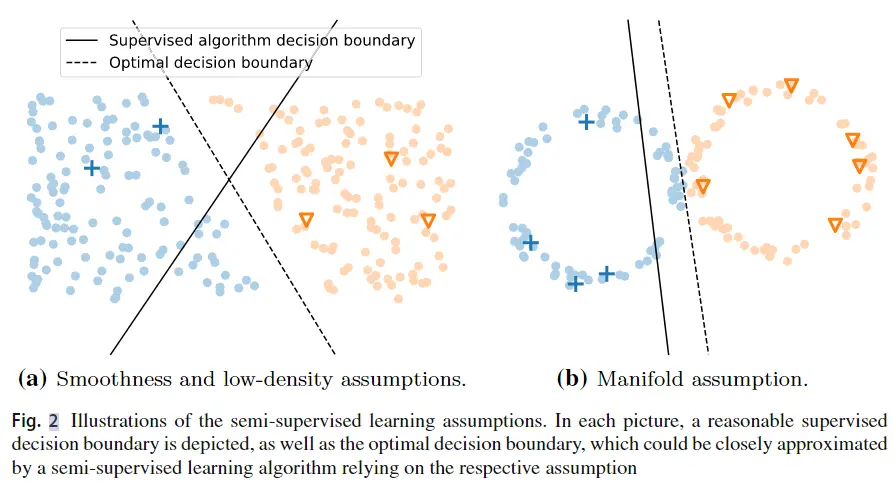 Supervised algorithm decision boundary
Optimal decision boundary
(a) Smoothness and low-density assumptions.
(b) Manifold assumption.
Fig. 2 Illustrations of the semi-supervised learning assumptions. In each picture, a reasonable supervised
decision boundary is depicted, as well as the optimal decision boundary, which could be closely approximated
by a semi-supervised learning algorithm relying on the respective assumption